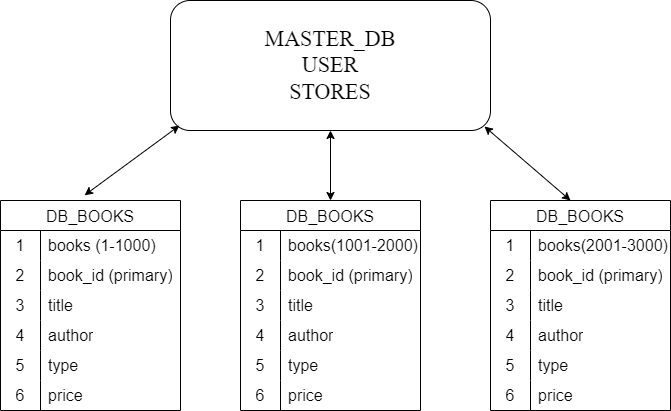 MASTER_DB
USER
STORES
DB_BOOKS
1 books (1-1000)
2 book_id (primary)
3 title
4 author
5 type
6 price
DB_BOOKS
1 books(1001-2000)
2 book_id (primary)
3 title
4 author
5 type
6 price
DB_BOOKS
1 books(2001-3000)
2 book_id (primary)
3 title
4 author
5 type
6 price